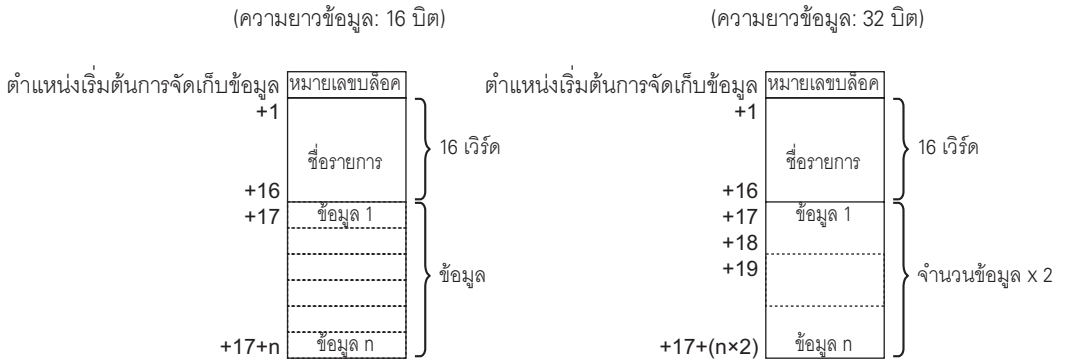 (ความยาวข้อมูล: 16 บิต)
ตำแหน่งเริ่มต้นการจัดเก็บข้อมูล หมายเลขบล็อค
+1
ชื่อรายการ
16 เวิร์ด
+16
+17 ข้อมูล 1
ข้อมูล
+17+n ข้อมูล n
(ความยาวข้อมูล: 32 บิต)
ตำแหน่งเริ่มต้นการจัดเก็บข้อมูล หมายเลขบล็อค
+1
ชื่อรายการ
16 เวิร์ด
+16
+17 ข้อมูล 1
+18
+19
จำนวนข้อมูล x 2
+17+(n×2) ข้อมูล n